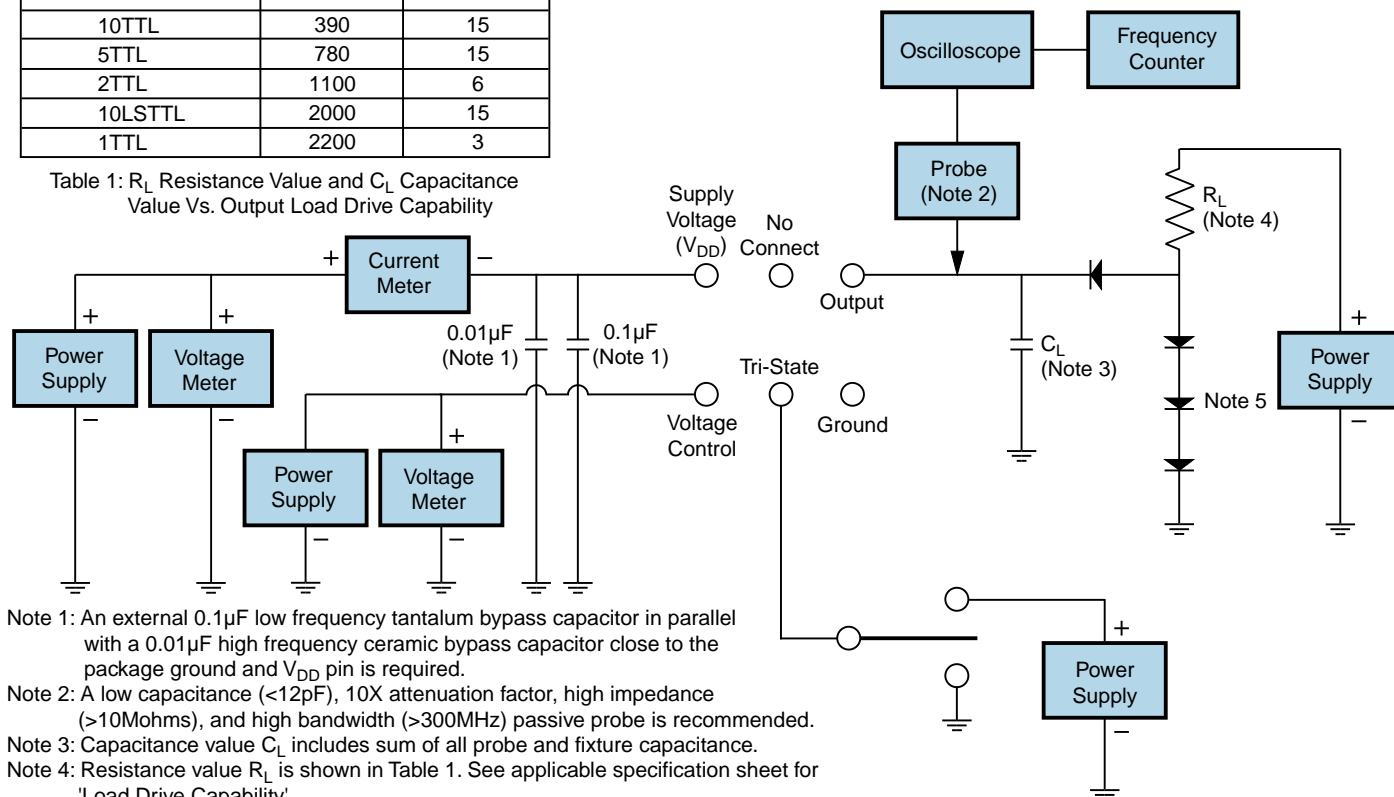 10TTL 390 15
5TTL 780 15
2TTL 1100 6
10LSTTL 2000 15
1TTL 2200 3
Table 1: RL Resistance Value and CL Capacitance
Value Vs. Output Load Drive Capability
Oscilloscope
Frequency
Counter
Probe
(Note 2)
RL
(Note 4)
Supply
Voltage
(VDD)
No
Connect
Output
+
Current
Meter
–
+
Power
Supply
–
+
Voltage
Meter
–
0.01µF
(Note 1)
0.1µF
(Note 1)
CL
(Note 3)
Note 5
+
Power
Supply
–
Tri-State
Voltage
Control
Ground
Power
Supply
–
+
Voltage
Meter
–
+
Power
Supply
–
Note 1: An external 0.1µF low frequency tantalum bypass capacitor in parallel
with a 0.01µF high frequency ceramic bypass capacitor close to the
package ground and VDD pin is required.
Note 2: A low capacitance (<12pF), 10X attenuation factor, high impedance
(>10Mohms), and high bandwidth (>300MHz) passive probe is recommended.
Note 3: Capacitance value CL includes sum of all probe and fixture capacitance.
Note 4: Resistance value RL is shown in Table 1. See applicable specification sheet for
'Load Drive Capability'